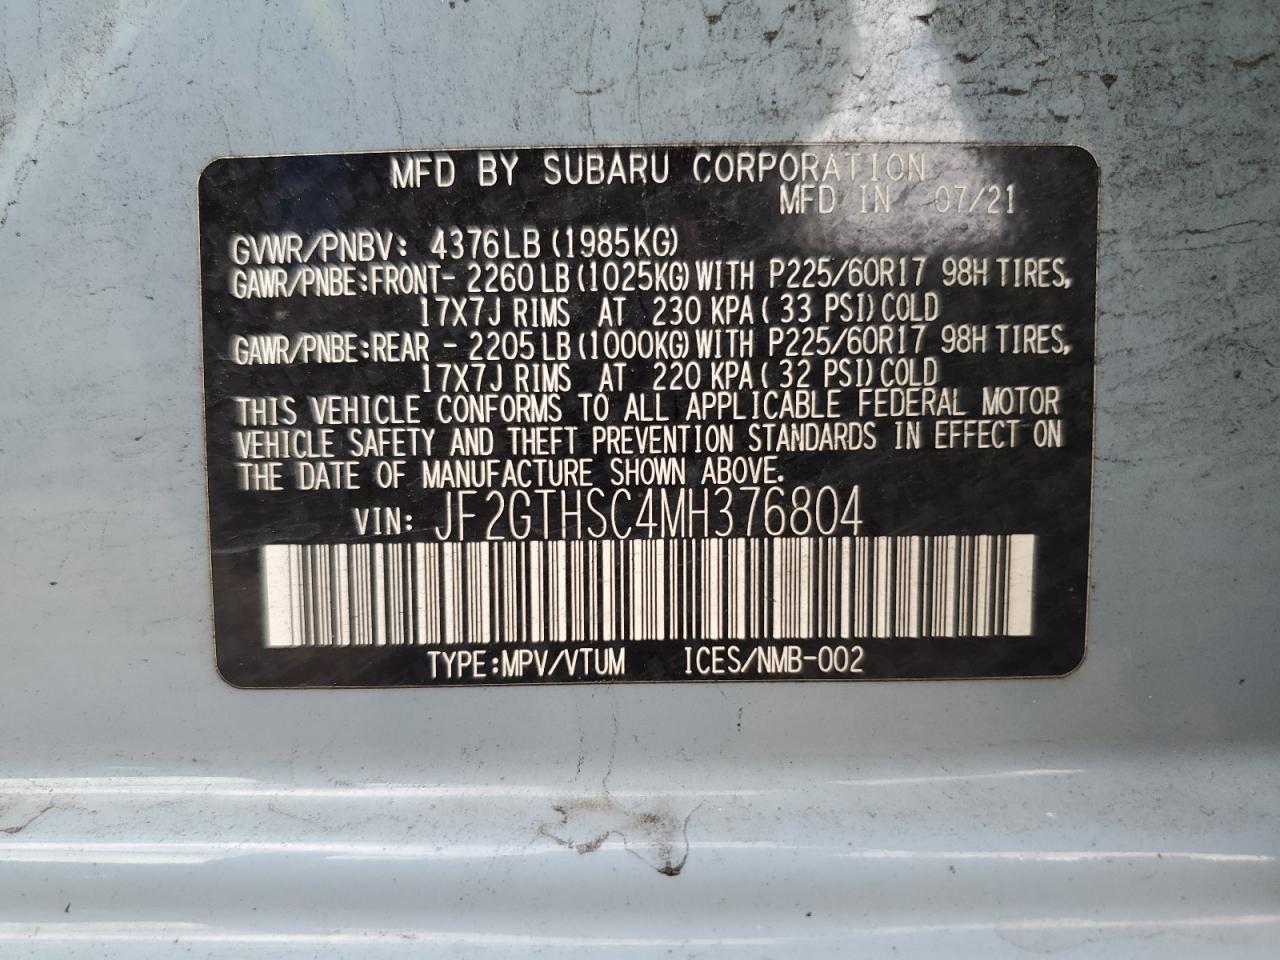 MFD BY SUBARU CORPORATION
MFD IN 07/21
GVWR/PNBV: 4376LB (1985KG)
GAWR/PNBE:FRONT- 2260 LB (1025KG) WITH P225/60R17 98H TIRES,
17X7J RIMS AT 230 KPA ( 33 PSI) COLD
GAWR/PNBE:REAR - 2205 LB (1000KG) WITH P225/60R17 98H TIRES,
17X7J RIMS AT 220 KPA ( 32 PSI) COLD
THIS VEHICLE CONFORMS TO ALL APPLICABLE FEDERAL MOTOR
VEHICLE SAFETY AND THEFT PREVENTION STANDARDS IN EFFECT ON
THE DATE OF MANUFACTURE SHOWN ABOVE.
VIN: JF2GTHSC4MH376804
TYPE:MPV/VTUM ICES/NMB-002